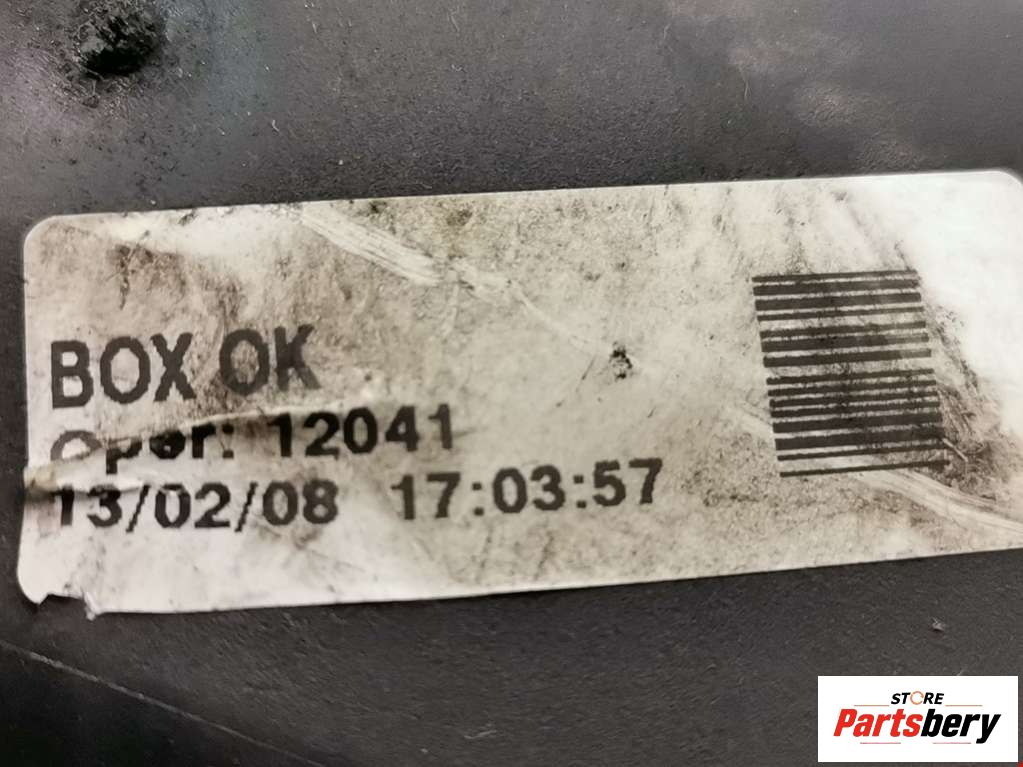 BOX OK
Oper: 12041
13/02/08 17:03:57
STORE
Partsbery